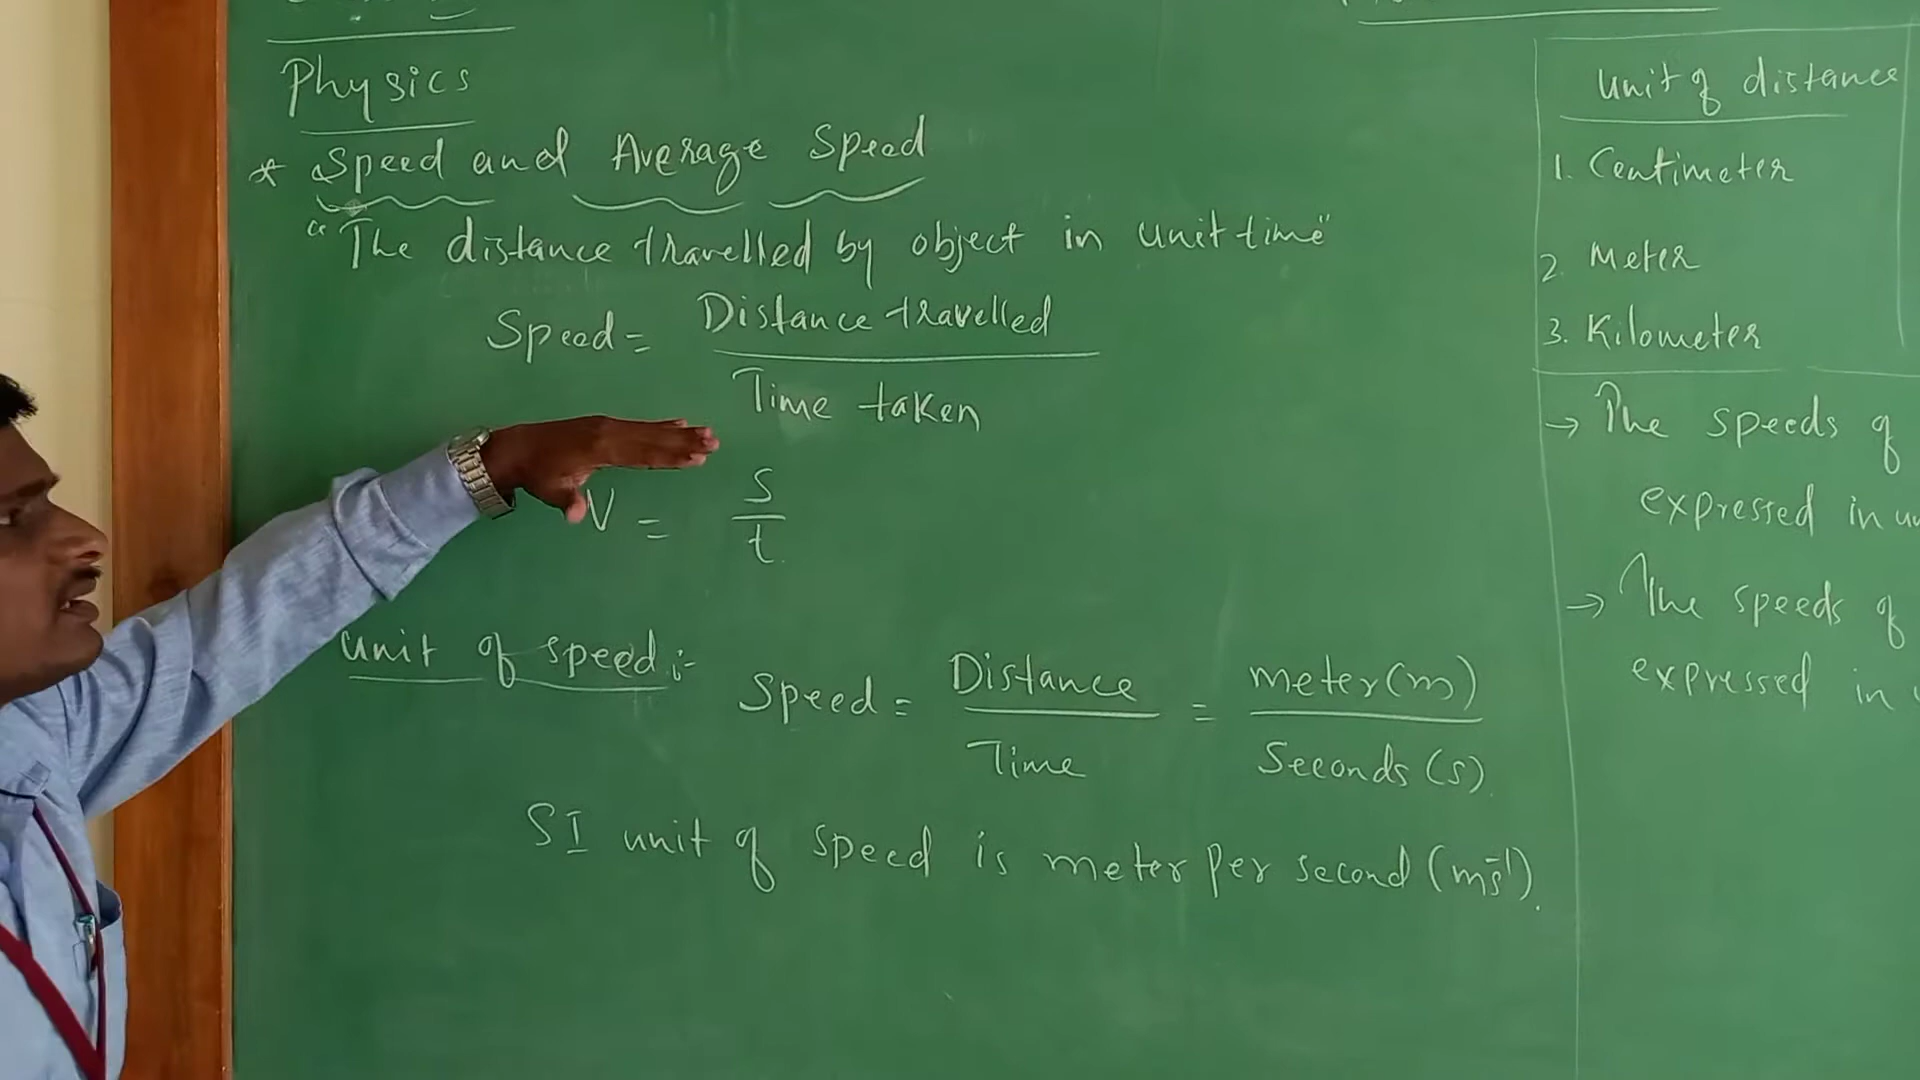 Physics
* Speed and Average Speed
"The distance travelled by object in unit time"
Speed = Distance travelled
Time taken
V = s
t
unit of speed :-
Speed = Distance = meter(m)
Time Seconds (s)
SI unit of speed is meter per second (ms⁻¹).
unit of distance
1. Centimeter
2. Meter
3. Kilometer
→ The speeds of
expressed in
→ The speeds of
expressed in